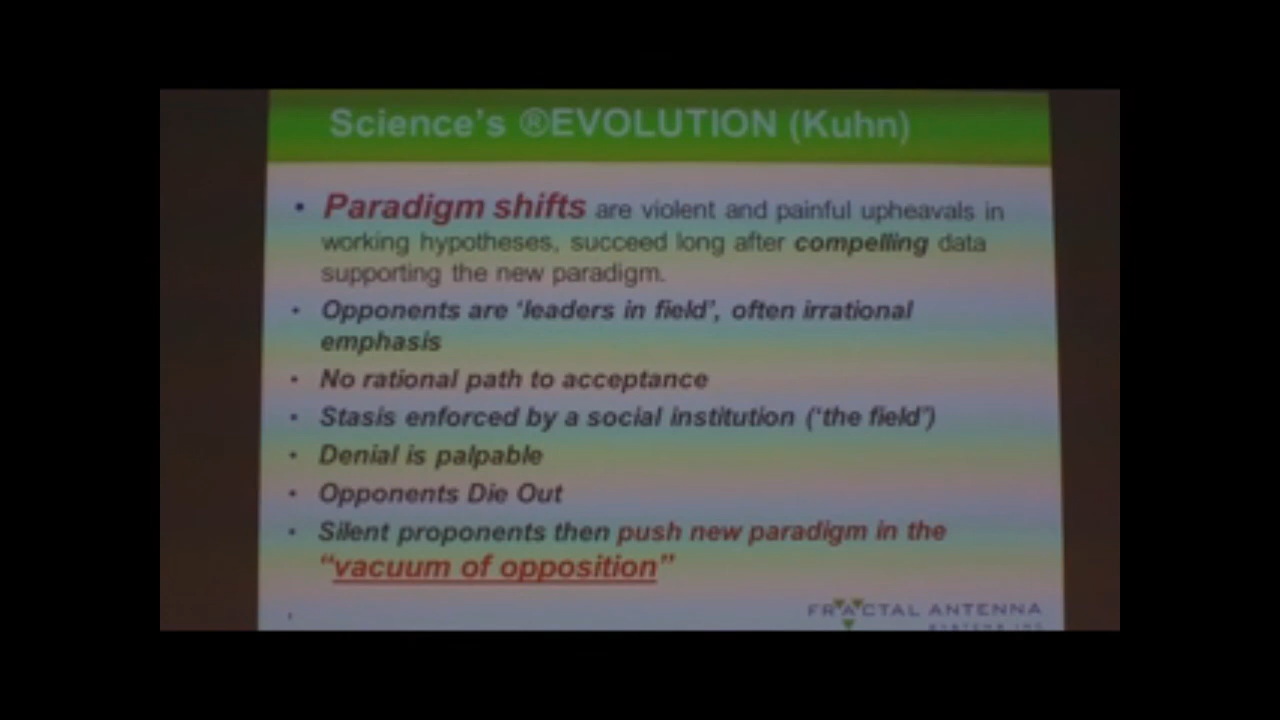 Science's ®EVOLUTION (Kuhn)
• Paradigm shifts are violent and painful upheavals in
working hypotheses, succeed long after compelling data
supporting the new paradigm.
• Opponents are 'leaders in field', often irrational
emphasis
• No rational path to acceptance
• Stasis enforced by a social institution ('the field')
• Denial is palpable
• Opponents Die Out
• Silent proponents then push new paradigm in the
"vacuum of opposition"
FRACTAL ANTENNA
SYSTEMS INC